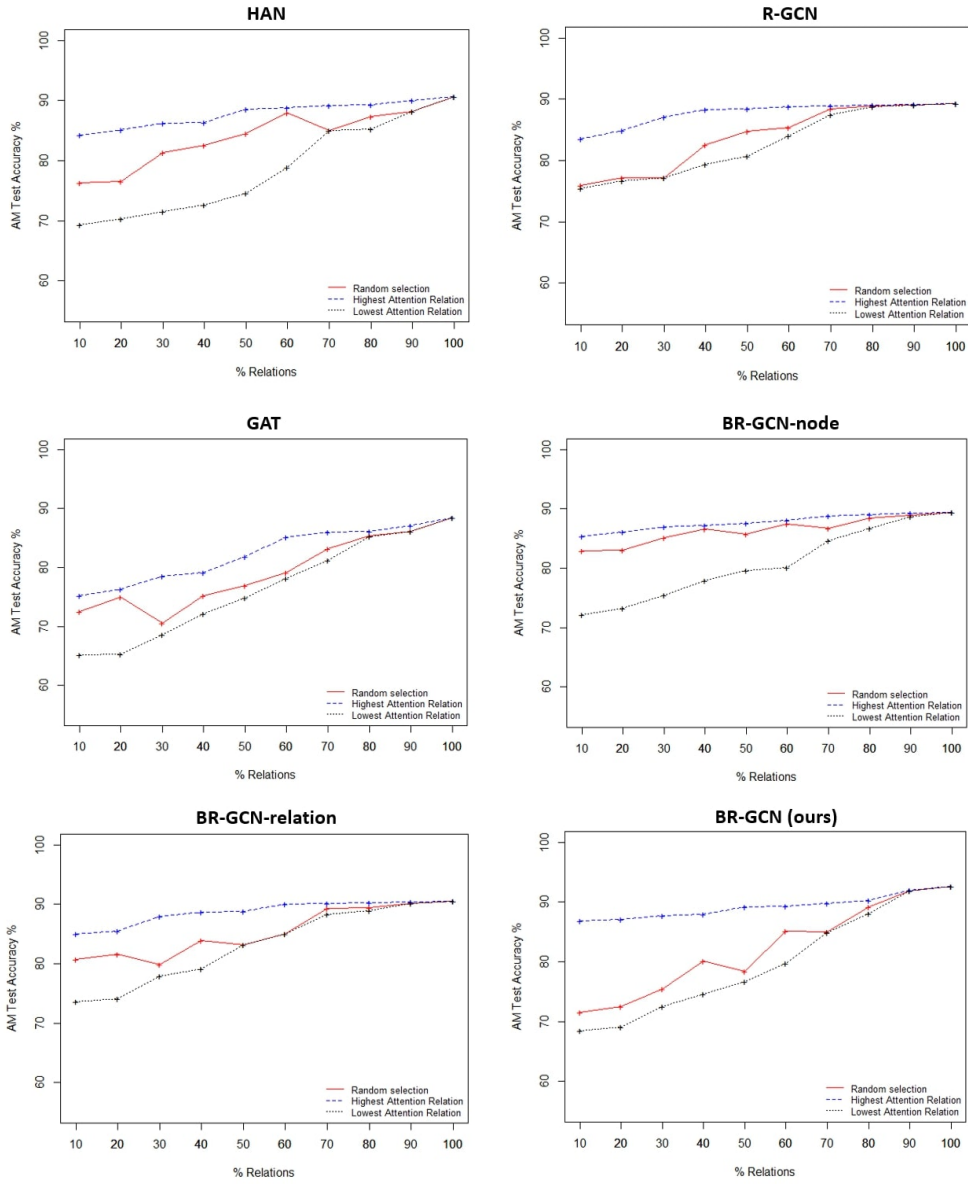 HAN
AM Test Accuracy %
100
90
80
70
60
Random selection
Highest Attention Relation
Lowest Attention Relation
10 20 30 40 50 60 70 80 90 100
% Relations
R-GCN
AM Test Accuracy %
100
90
80
70
60
Random selection
Highest Attention Relation
Lowest Attention Relation
10 20 30 40 50 60 70 80 90 100
% Relations
GAT
AM Test Accuracy %
100
90
80
70
60
Random selection
Highest Attention Relation
Lowest Attention Relation
10 20 30 40 50 60 70 80 90 100
% Relations
BR-GCN-node
AM Test Accuracy %
100
90
80
70
60
Random selection
Highest Attention Relation
Lowest Attention Relation
10 20 30 40 50 60 70 80 90 100
% Relations
BR-GCN-relation
AM Test Accuracy %
100
90
80
70
60
Random selection
Highest Attention Relation
Lowest Attention Relation
10 20 30 40 50 60 70 80 90 100
% Relations
BR-GCN (ours)
AM Test Accuracy %
100
90
80
70
60
Random selection
Highest Attention Relation
Lowest Attention Relation
10 20 30 40 50 60 70 80 90 100
% Relations